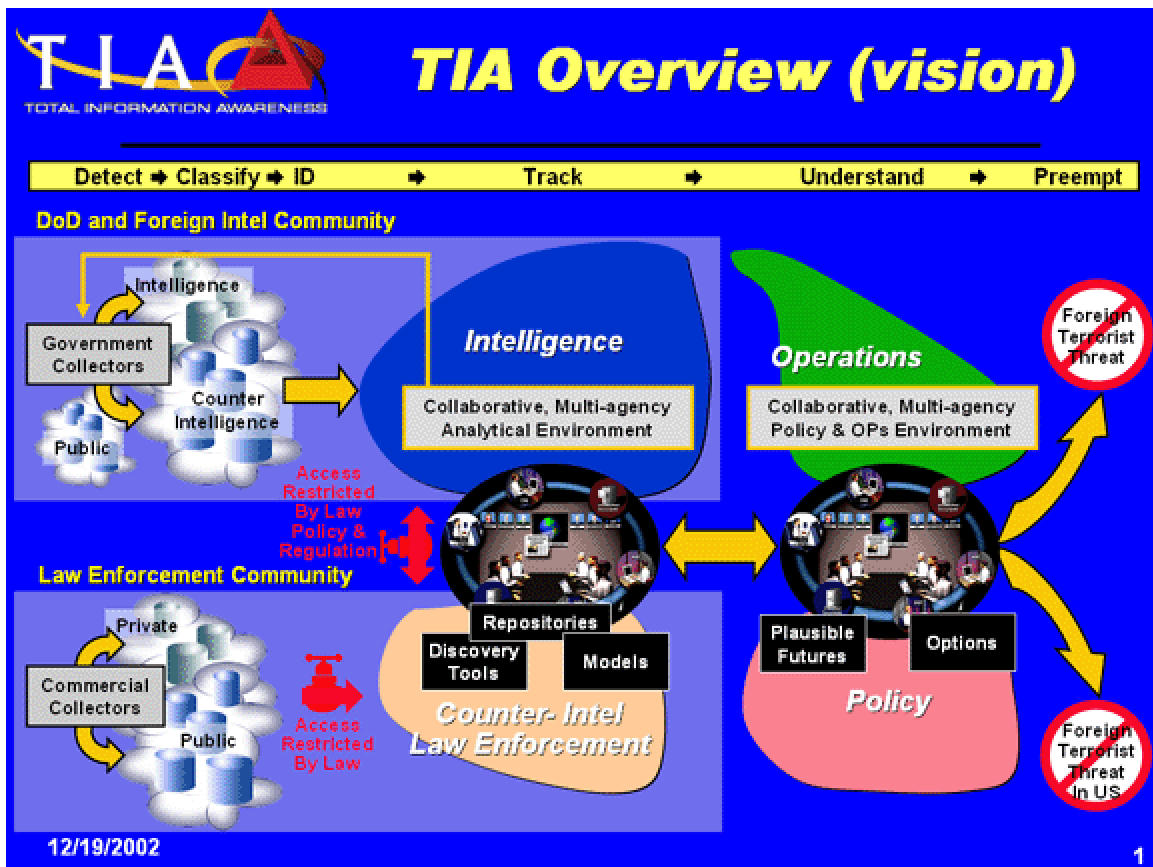 T I A
TOTAL INFORMATION AWARENESS
TIA Overview (vision)
Detect ➔ Classify ➔ ID ➔ Track ➔ Understand ➔ Preempt
DoD and Foreign Intel Community
Intelligence
Government
Collectors
Counter
Intelligence
Public
Intelligence
Collaborative, Multi-agency
Analytical Environment
Operations
Collaborative, Multi-agency
Policy & OPs Environment
Foreign
Terrorist
Threat
Access
Restricted
By Law
Policy &
Regulation
Law Enforcement Community
Private
Commercial
Collectors
Public
Access
Restricted
By Law
Repositories
Discovery
Tools
Models
Counter- Intel
Law Enforcement
Plausible
Futures
Options
Policy
Foreign
Terrorist
Threat
In US
12/19/2002
1